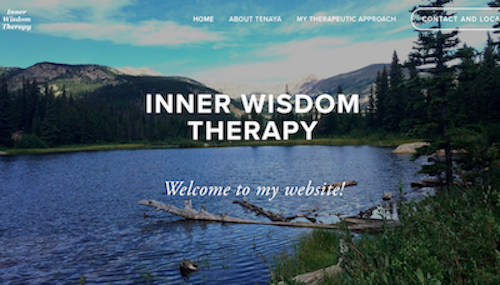 Inner
Wisdom
Therapy
HOME ABOUT TENAYA MY THERAPEUTIC APPROACH CONTACT AND LOCA
INNER WISDOM
THERAPY
Welcome to my website!